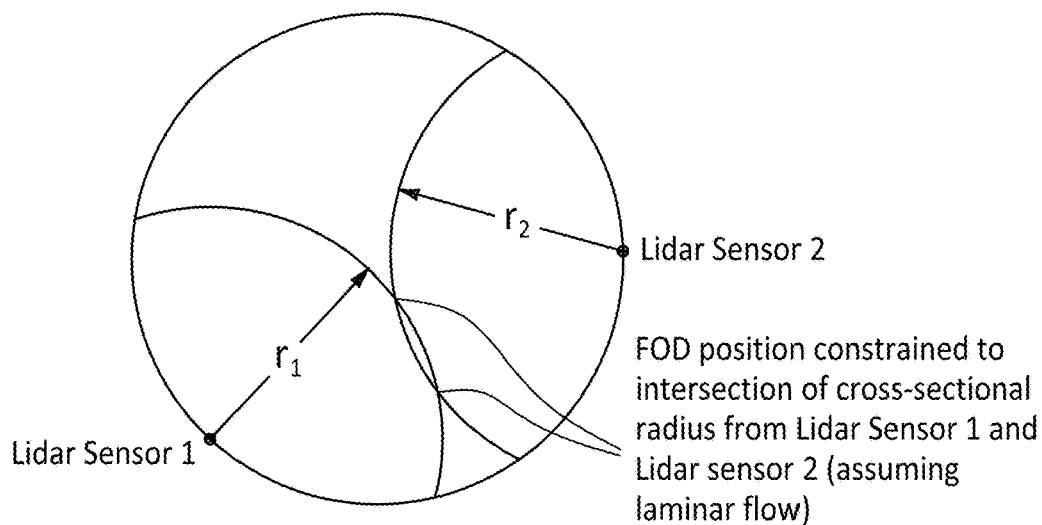 r2
Lidar Sensor 2
r1
FOD position constrained to
intersection of cross-sectional
radius from Lidar Sensor 1 and
Lidar sensor 2 (assuming
laminar flow)
Lidar Sensor 1